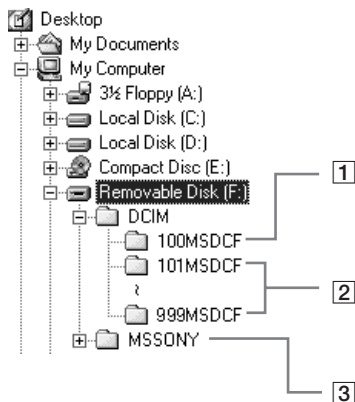 Desktop
My Documents
My Computer
3½ Floppy (A:)
Local Disk (C:)
Local Disk (D:)
Compact Disc (E:)
Removable Disk (F:)
DCIM
100MSDCF
101MSDCF
~
999MSDCF
MSSONY
1
2
3